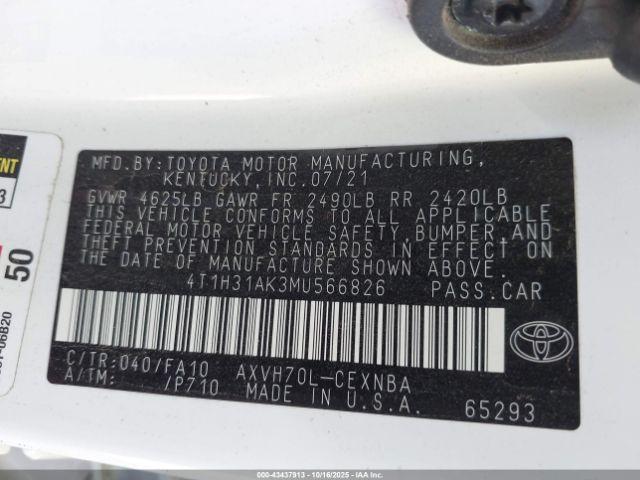 MFD.BY:TOYOTA MOTOR MANUFACTURING,
KENTUCKY, INC.07/21
GVWR 4625LB GAWR FR 2490LB RR 2420LB
THIS VEHICLE CONFORMS TO ALL APPLICABLE
FEDERAL MOTOR VEHICLE SAFETY, BUMPER, AND
THEFT PREVENTION STANDARDS IN EFFECT ON
THE DATE OF MANUFACTURE SHOWN ABOVE.
4T1H31AK3MU566826 PASS.CAR
C/TR:040/FA10 AXVH70L-CEXNBA
A/TM: /P710 MADE IN U.S.A. 65293
TOYOTA
50
000-43437913 - 10/16/2025 - IAAI.com